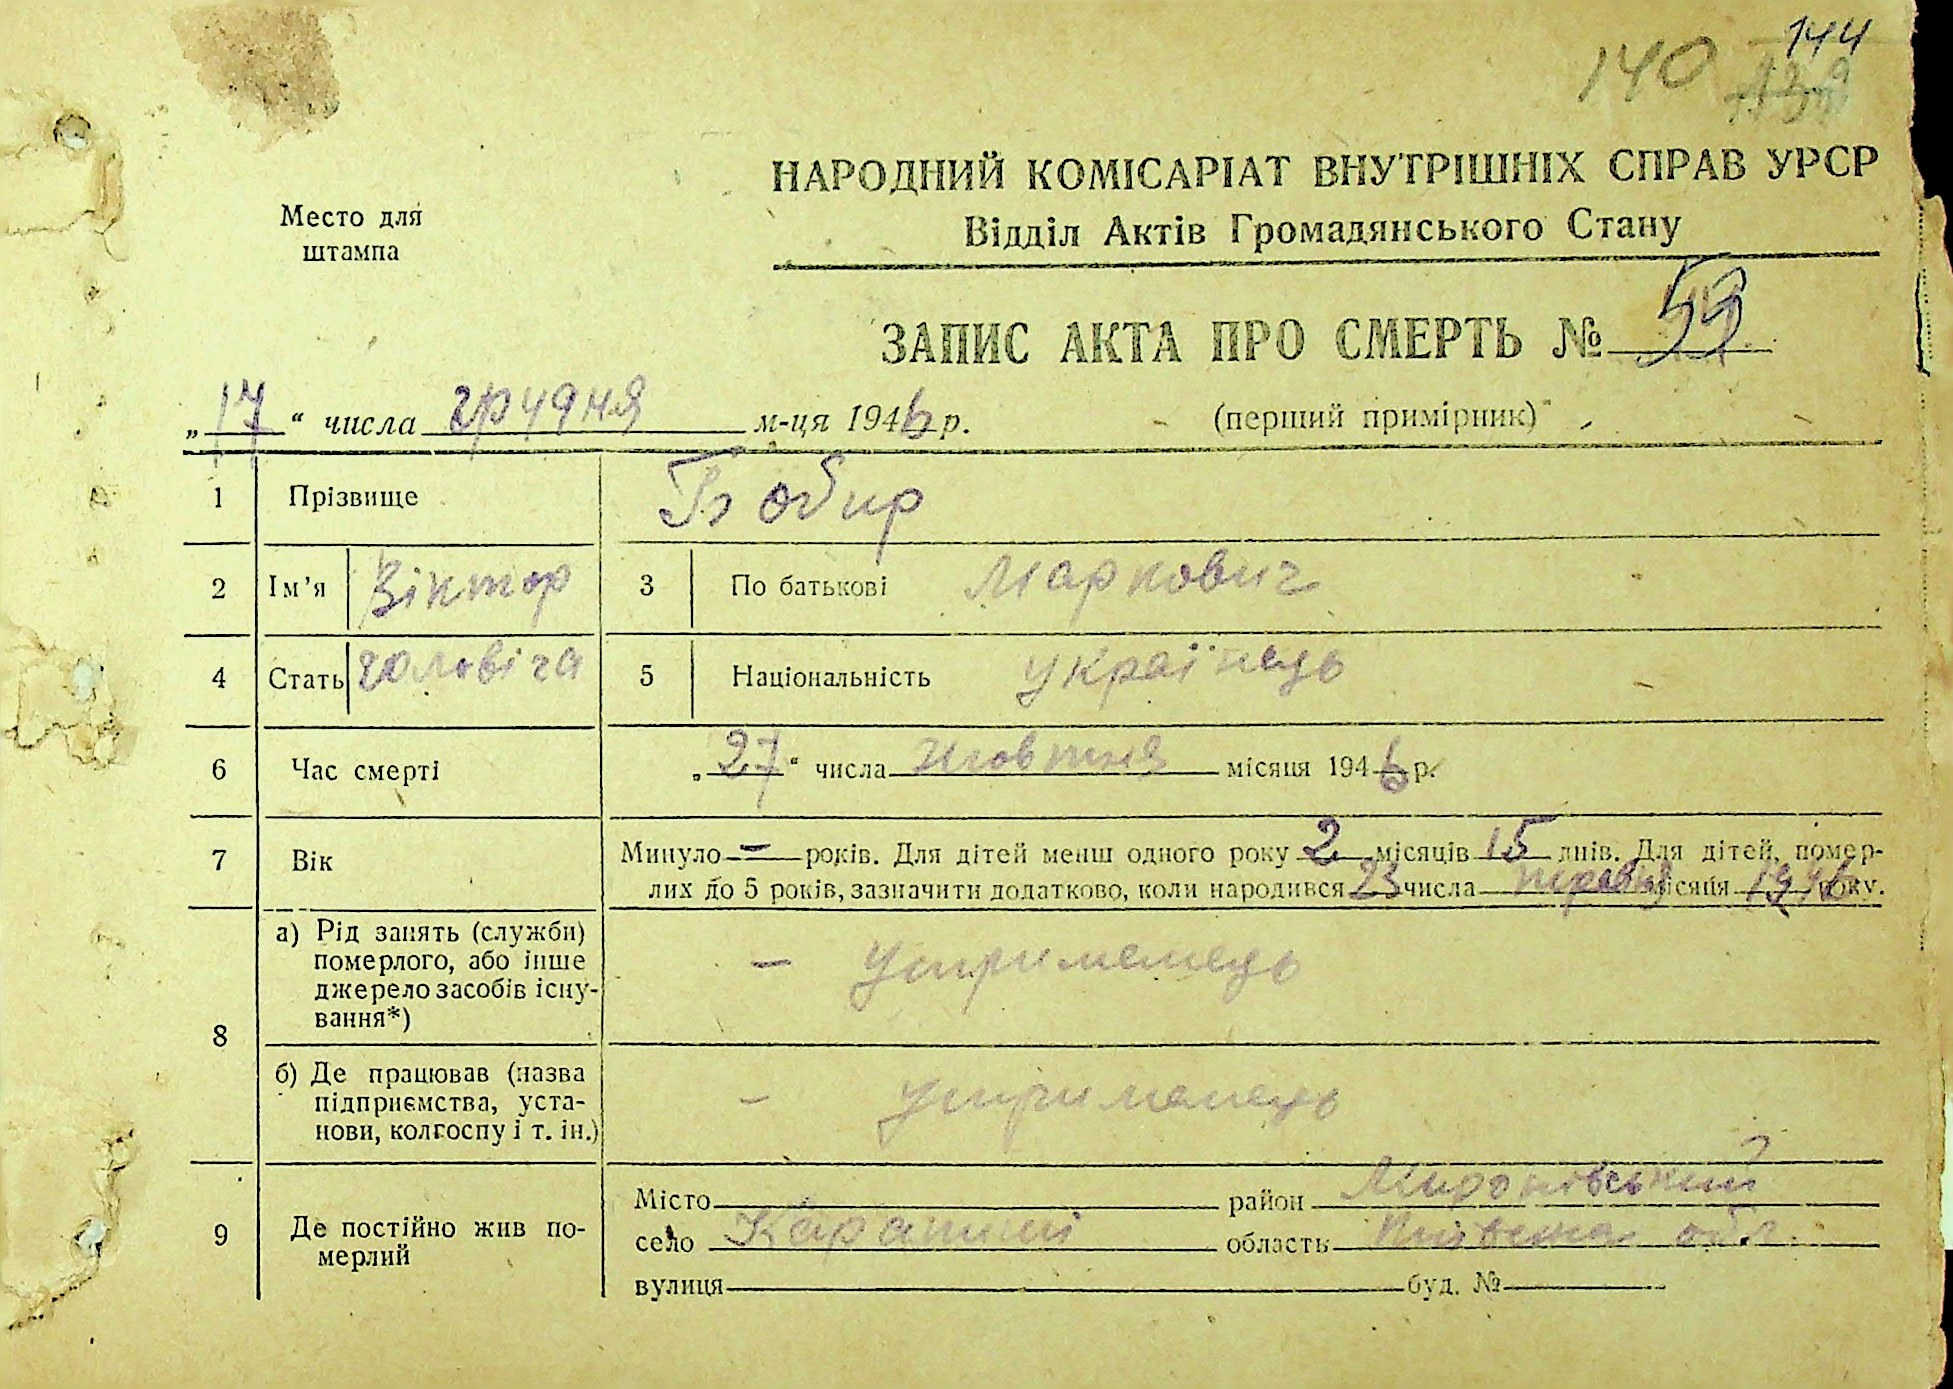 144
140
НАРОДНИЙ КОМІСАРІАТ ВНУТРІШНІХ СПРАВ УРСР
Відділ Актів Громадянського Стану
Место для
штампа
ЗАПИС АКТА ПРО СМЕРТЬ № 59
„17“ числа грудня м-ця 1946 р.
(перший примірник)
1 Прізвище Бобир
2 Ім'я Віктор 3 По батькові Маркович
4 Стать чоловіча 5 Національність українець
6 Час смерті „27“ числа жовтня місяця 1946 р.
7 Вік Минуло — років. Для дітей менш одного року 2 місяців 15 днів. Для дітей, помер-
лих до 5 років, зазначити додатково, коли народився 23 числа травня місяця 1946 року.
8 а) Рід занять (служби)
померлого, або інше
джерело засобів існу-
вання*)
— утриманець
б) Де працював (назва
підприємства, уста-
нови, колгоспу і т. ін.)
— утриманець
9 Де постійно жив по-
мерлий
Місто район Миронівський
село Карапиші область Київська обл.
вулиця буд. №